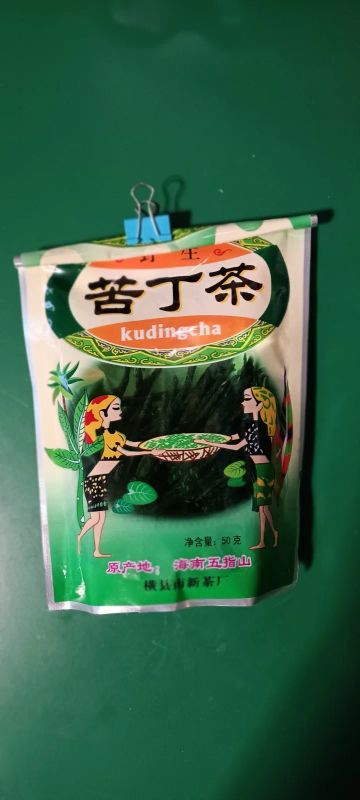 野生
苦丁茶
kudingcha
净含量：50克
原产地：海南五指山
横县南新茶厂